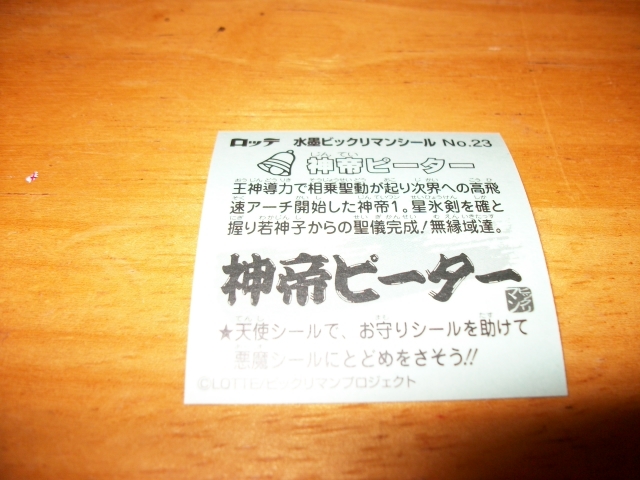 ロッテ 水墨ビックリマンシール No.23
神帝ピーター
王神導力で相乗聖動が起り次界への高飛
速アーチ開始した神帝1。星氷剣を確と
握り若神子からの聖儀完成!無縁域達。
神帝ピーター
★天使シールで、お守りシールを助けて
悪魔シールにとどめをさそう!!
©LOTTE/ビックリマンプロジェクト